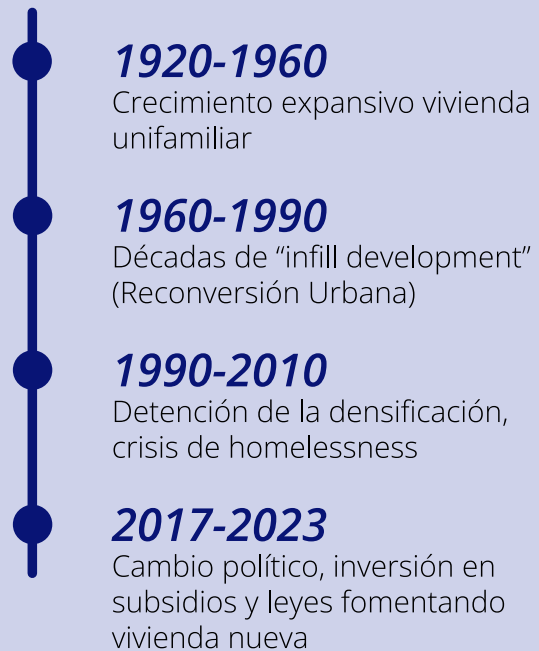 1920-1960
Crecimiento expansivo vivienda
unifamiliar
1960-1990
Décadas de “infill development”
(Reconversión Urbana)
1990-2010
Detención de la densificación,
crisis de homelessness
2017-2023
Cambio político, inversión en
subsidios y leyes fomentando
vivienda nueva